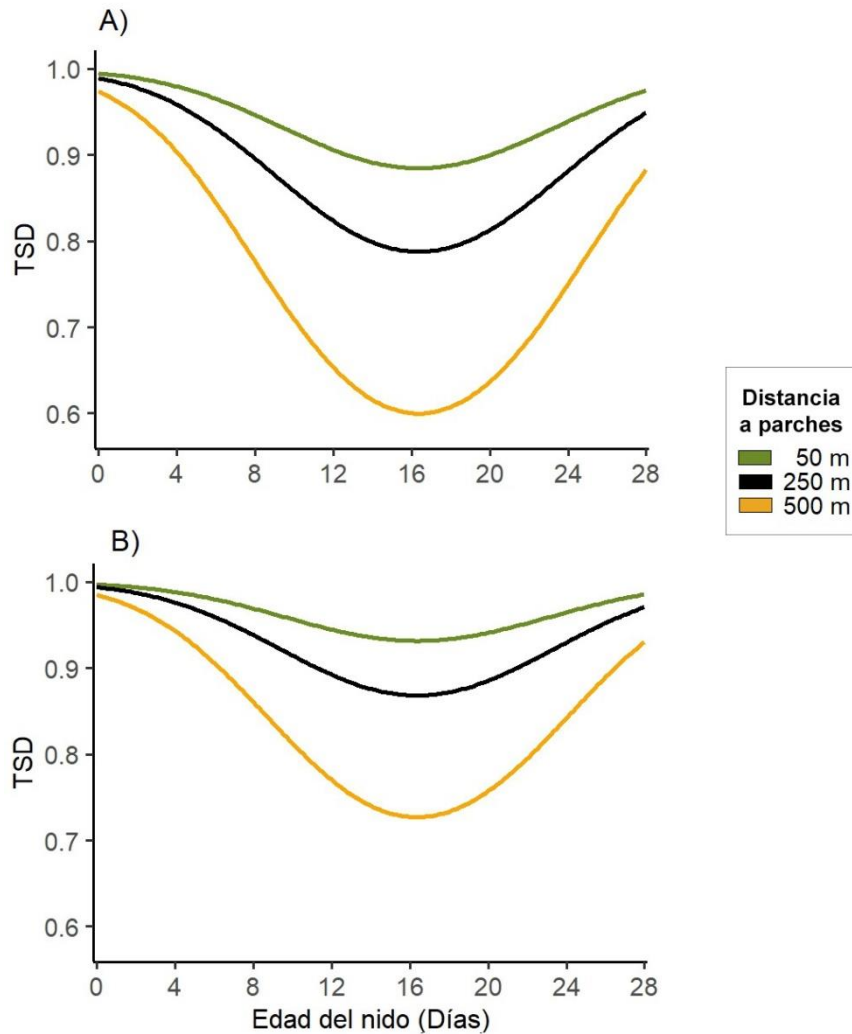 A)
1.0
0.9
0.8
0.7
0.6
TSD
0 4 8 12 16 20 24 28
Distancia
a parches
50 m
250 m
500 m
B)
1.0
0.9
0.8
0.7
0.6
TSD
0 4 8 12 16 20 24 28
Edad del nido (Días)